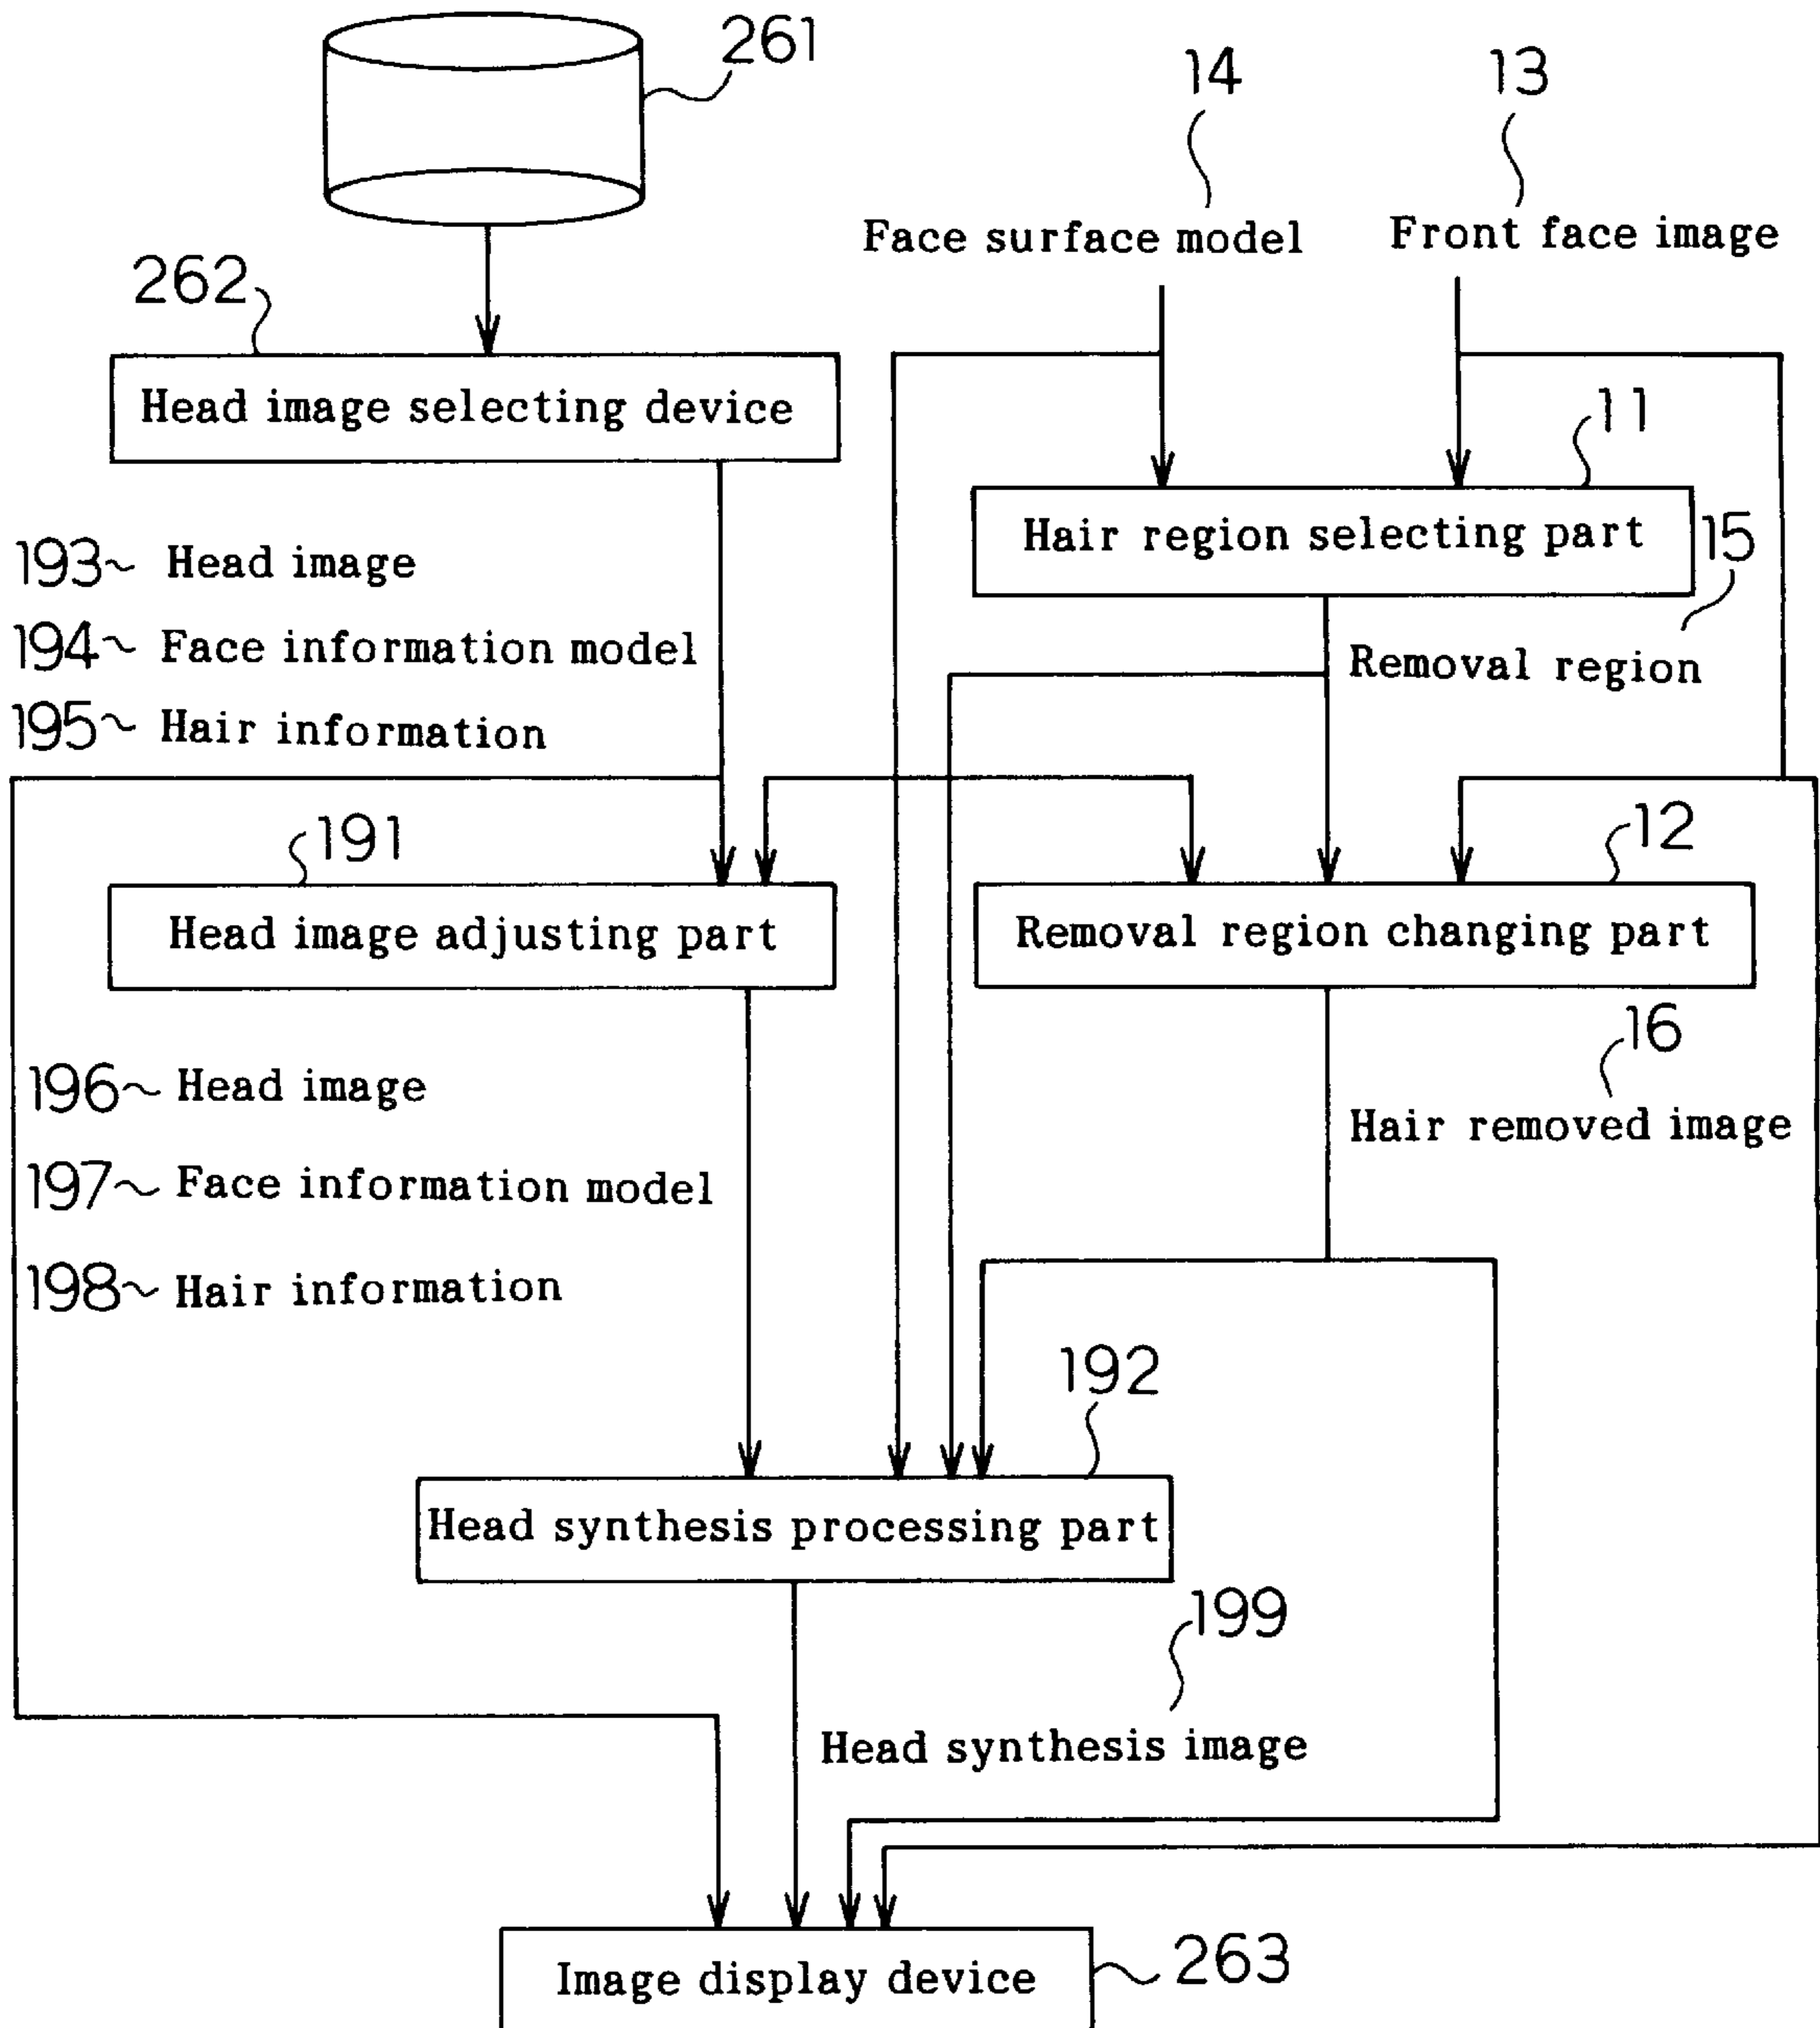 261
14
13
Face surface model
Front face image
262
Head image selecting device
11
Hair region selecting part
15
193~ Head image
194~ Face information model
Removal region
195~ Hair information
191
12
Head image adjusting part
Removal region changing part
16
196~ Head image
Hair removed image
197~ Face information model
198~ Hair information
192
Head synthesis processing part
199
Head synthesis image
Image display device
263